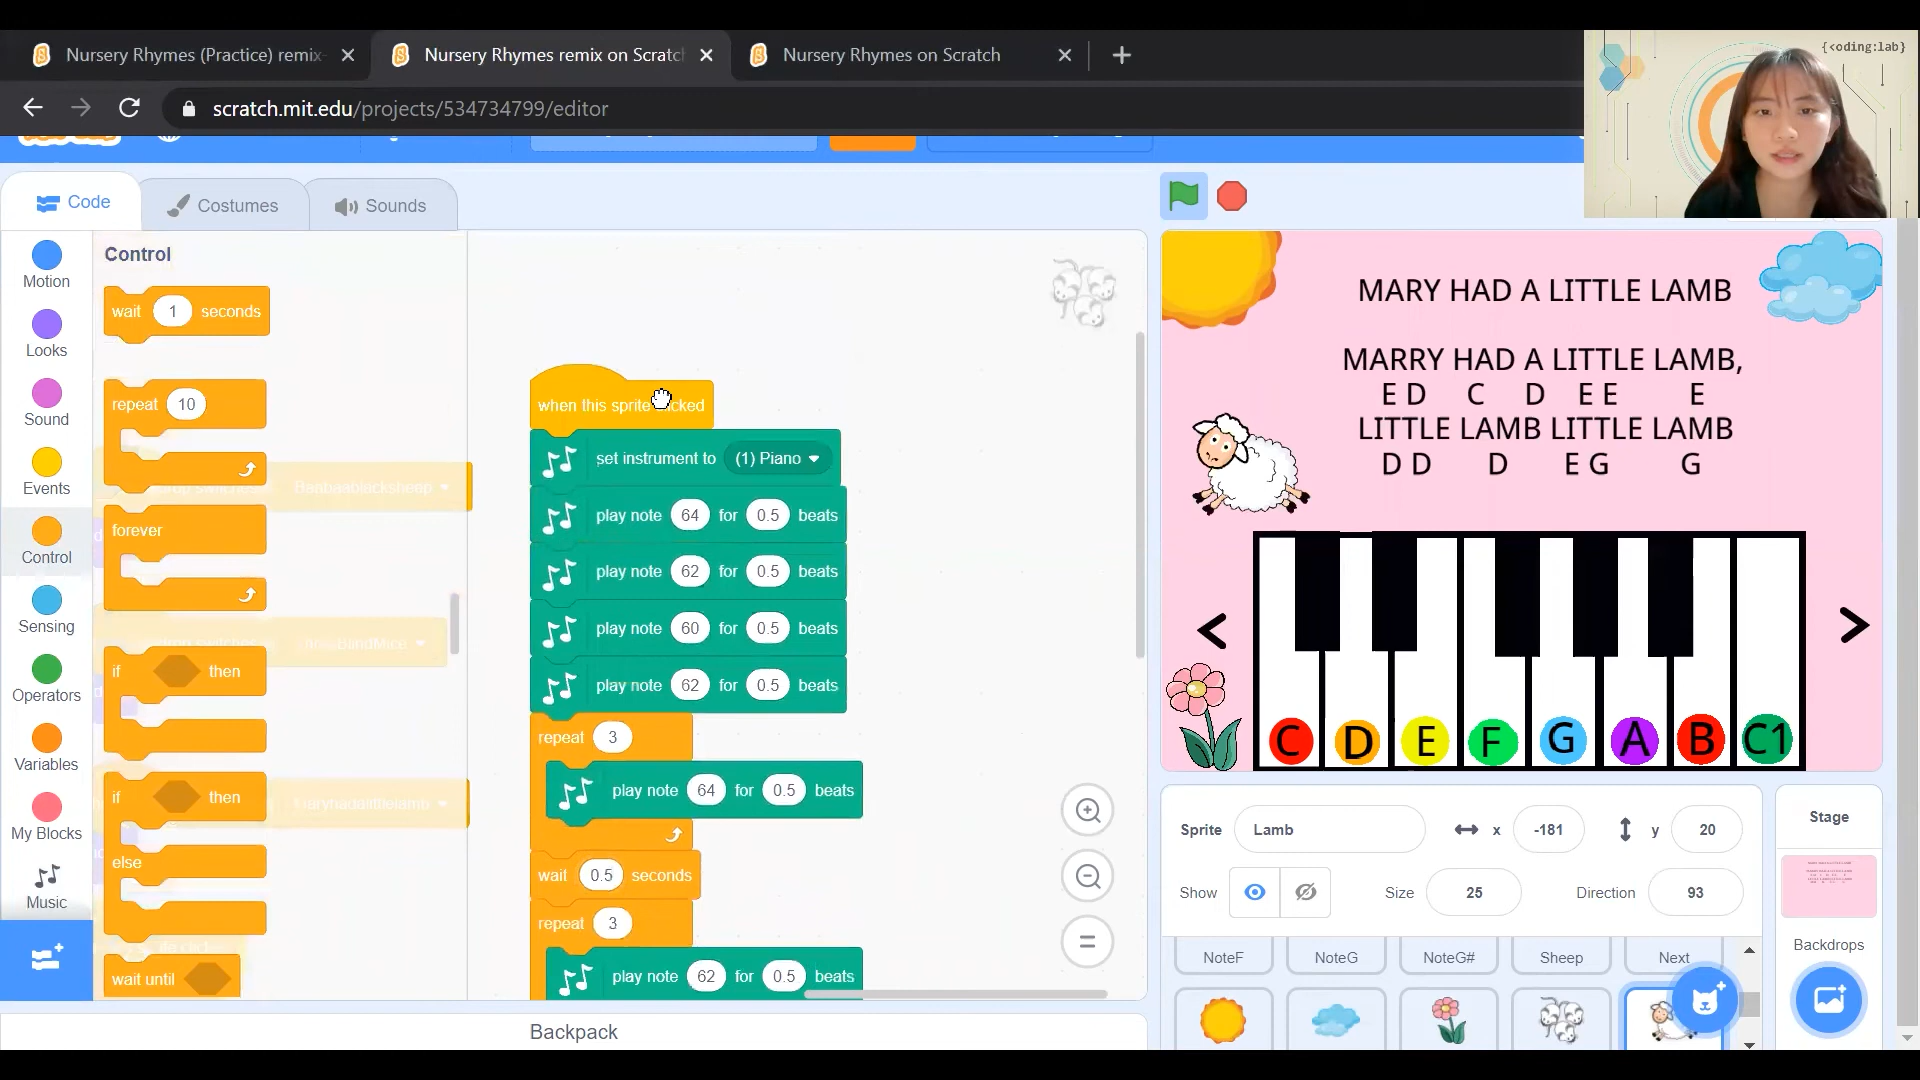 Nursery Rhymes (Practice) remix
Nursery Rhymes remix on Scratc
Nursery Rhymes on Scratch
{<oding:lab}
scratch.mit.edu/projects/534734799/editor
Code
Costumes
Sounds
Motion
Looks
Sound
Events
Control
Sensing
Operators
Variables
My Blocks
Music
Control
wait 1 seconds
repeat 10
forever
if then
if then
else
wait until
when this sprite clicked
set instrument to (1) Piano
play note 64 for 0.5 beats
play note 62 for 0.5 beats
play note 60 for 0.5 beats
play note 62 for 0.5 beats
repeat 3
play note 64 for 0.5 beats
wait 0.5 seconds
repeat 3
play note 62 for 0.5 beats
Backpack
MARY HAD A LITTLE LAMB
MARRY HAD A LITTLE LAMB,
E D C D E E E
LITTLE LAMB LITTLE LAMB
D D D E G G
< >
C D E F G A B C1
Sprite Lamb x -181 y 20
Show Size 25 Direction 93
NoteF NoteG NoteG# Sheep Next
Stage
Backdrops